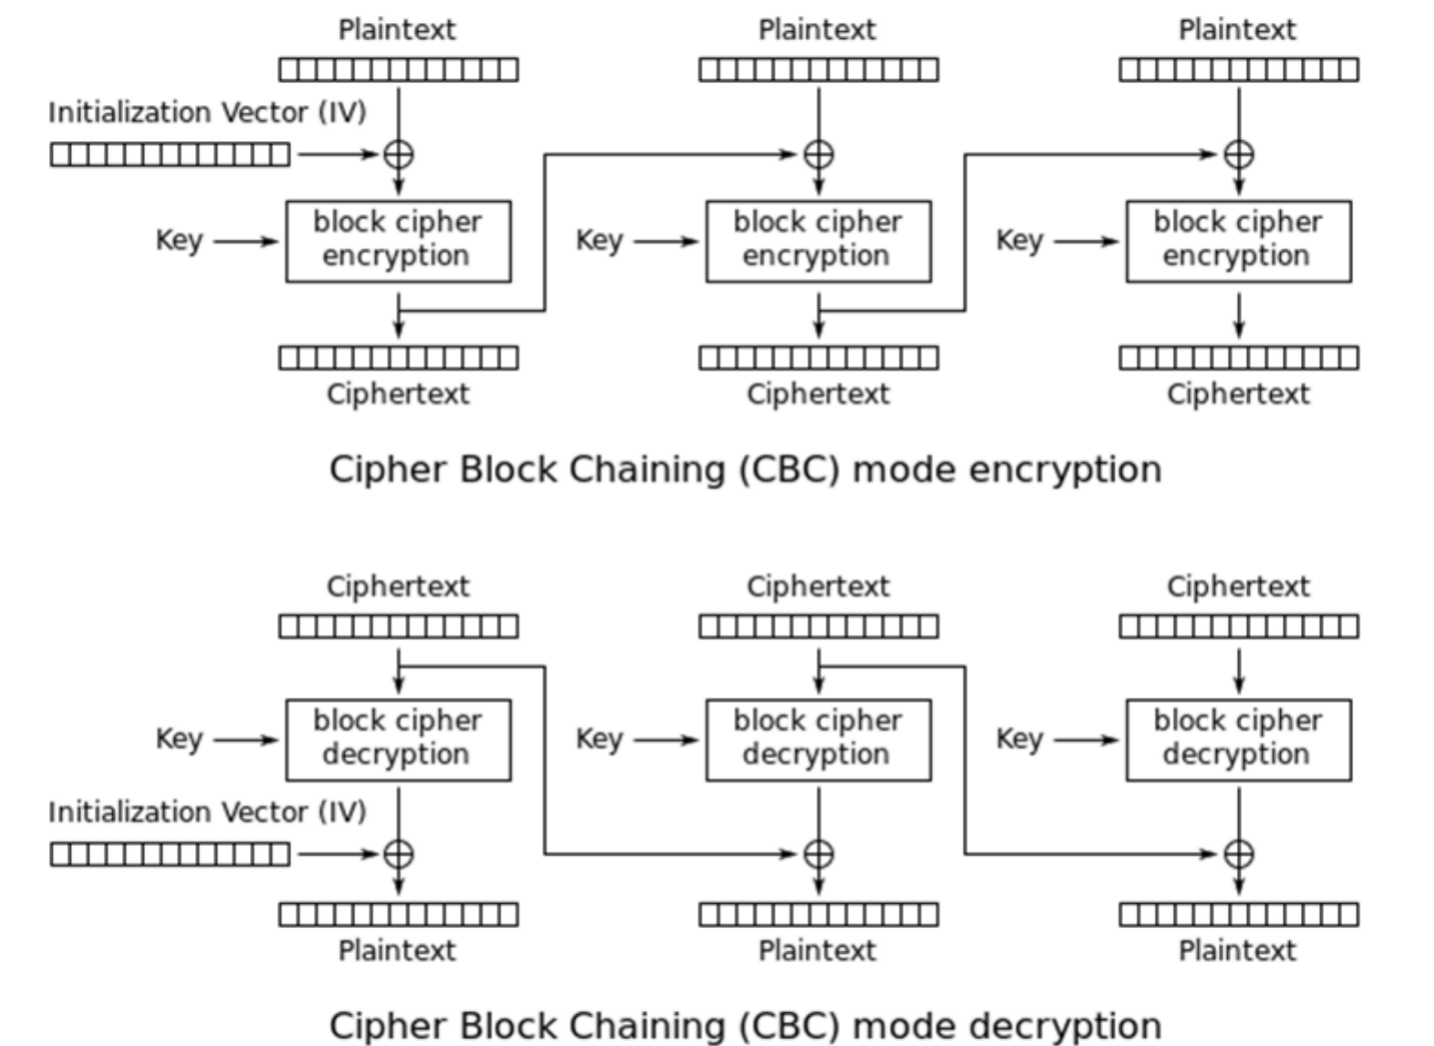 Plaintext Plaintext Plaintext
Initialization Vector (IV)
Key block cipher encryption Key block cipher encryption Key block cipher encryption
Ciphertext Ciphertext Ciphertext
Cipher Block Chaining (CBC) mode encryption
Ciphertext Ciphertext Ciphertext
Key block cipher decryption Key block cipher decryption Key block cipher decryption
Initialization Vector (IV)
Plaintext Plaintext Plaintext
Cipher Block Chaining (CBC) mode decryption